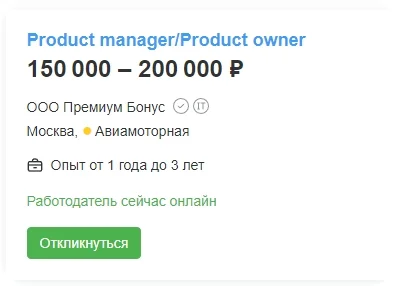 Product manager/Product owner
150 000 – 200 000 ₽
ООО Премиум Бонус IT
Москва, Авиамоторная
Опыт от 1 года до 3 лет
Работодатель сейчас онлайн
Откликнуться